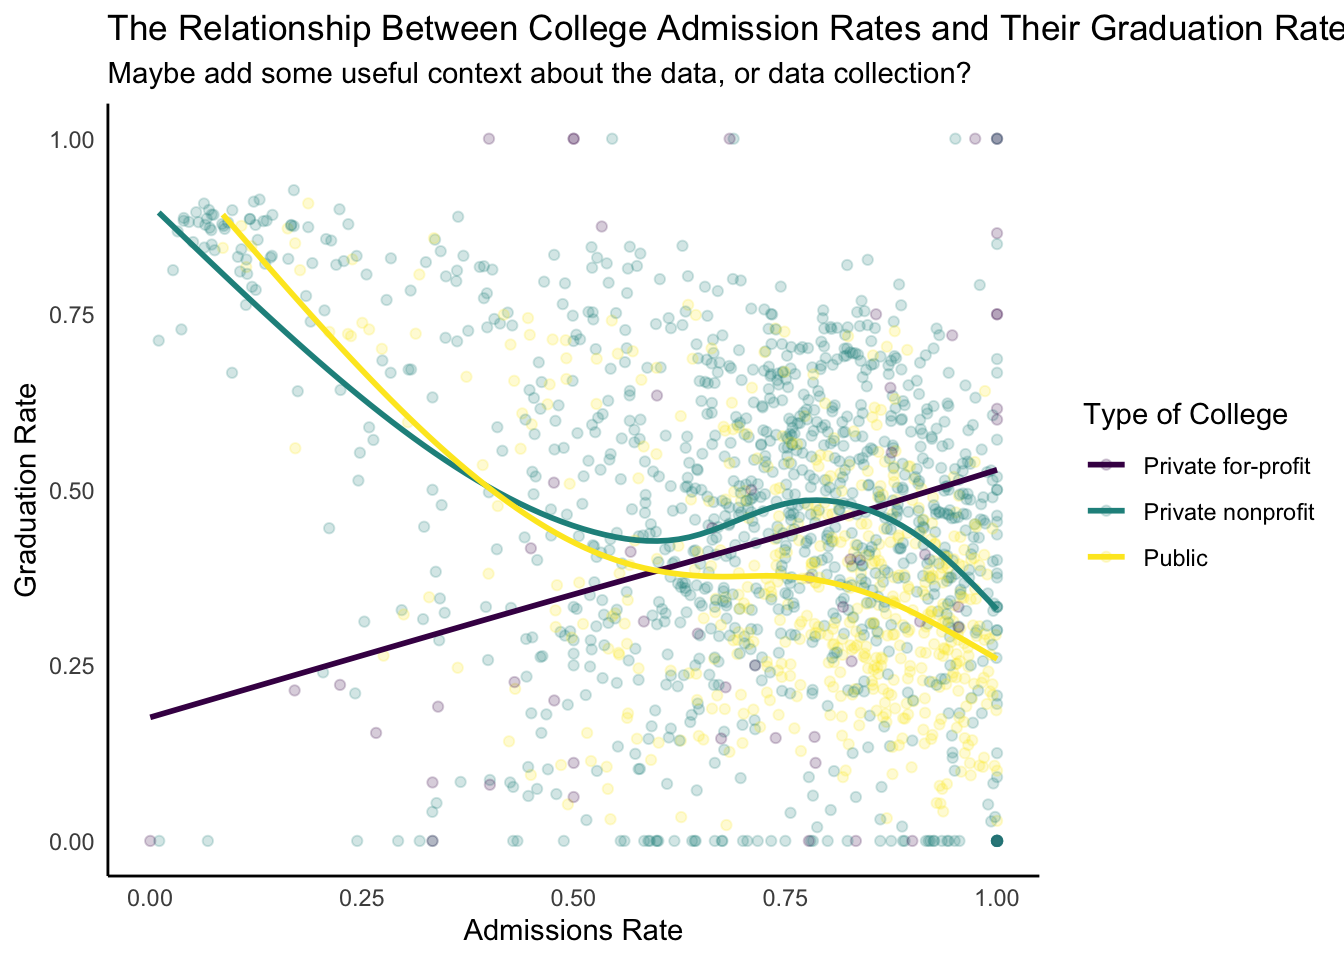 The Relationship Between College Admission Rates and Their Graduation Rate
Maybe add some useful context about the data, or data collection?
1.00
0.75
0.50
0.25
0.00
Graduation Rate
0.00 0.25 0.50 0.75 1.00
Admissions Rate
Type of College
Private for-profit
Private nonprofit
Public